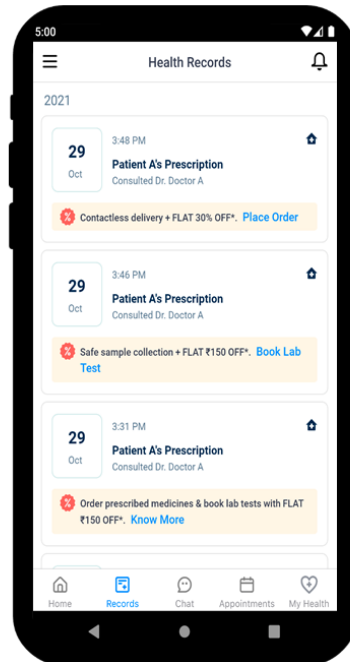 5:00
Health Records
2021
29
Oct
3:48 PM
Patient A's Prescription
Consulted Dr. Doctor A
Contactless delivery + FLAT 30% OFF*. Place Order
29
Oct
3:46 PM
Patient A's Prescription
Consulted Dr. Doctor A
Safe sample collection + FLAT ₹150 OFF*. Book Lab
Test
29
Oct
3:31 PM
Patient A's Prescription
Consulted Dr. Doctor A
Order prescribed medicines & book lab tests with FLAT
₹150 OFF*. Know More
Home Records Chat Appointments My Health